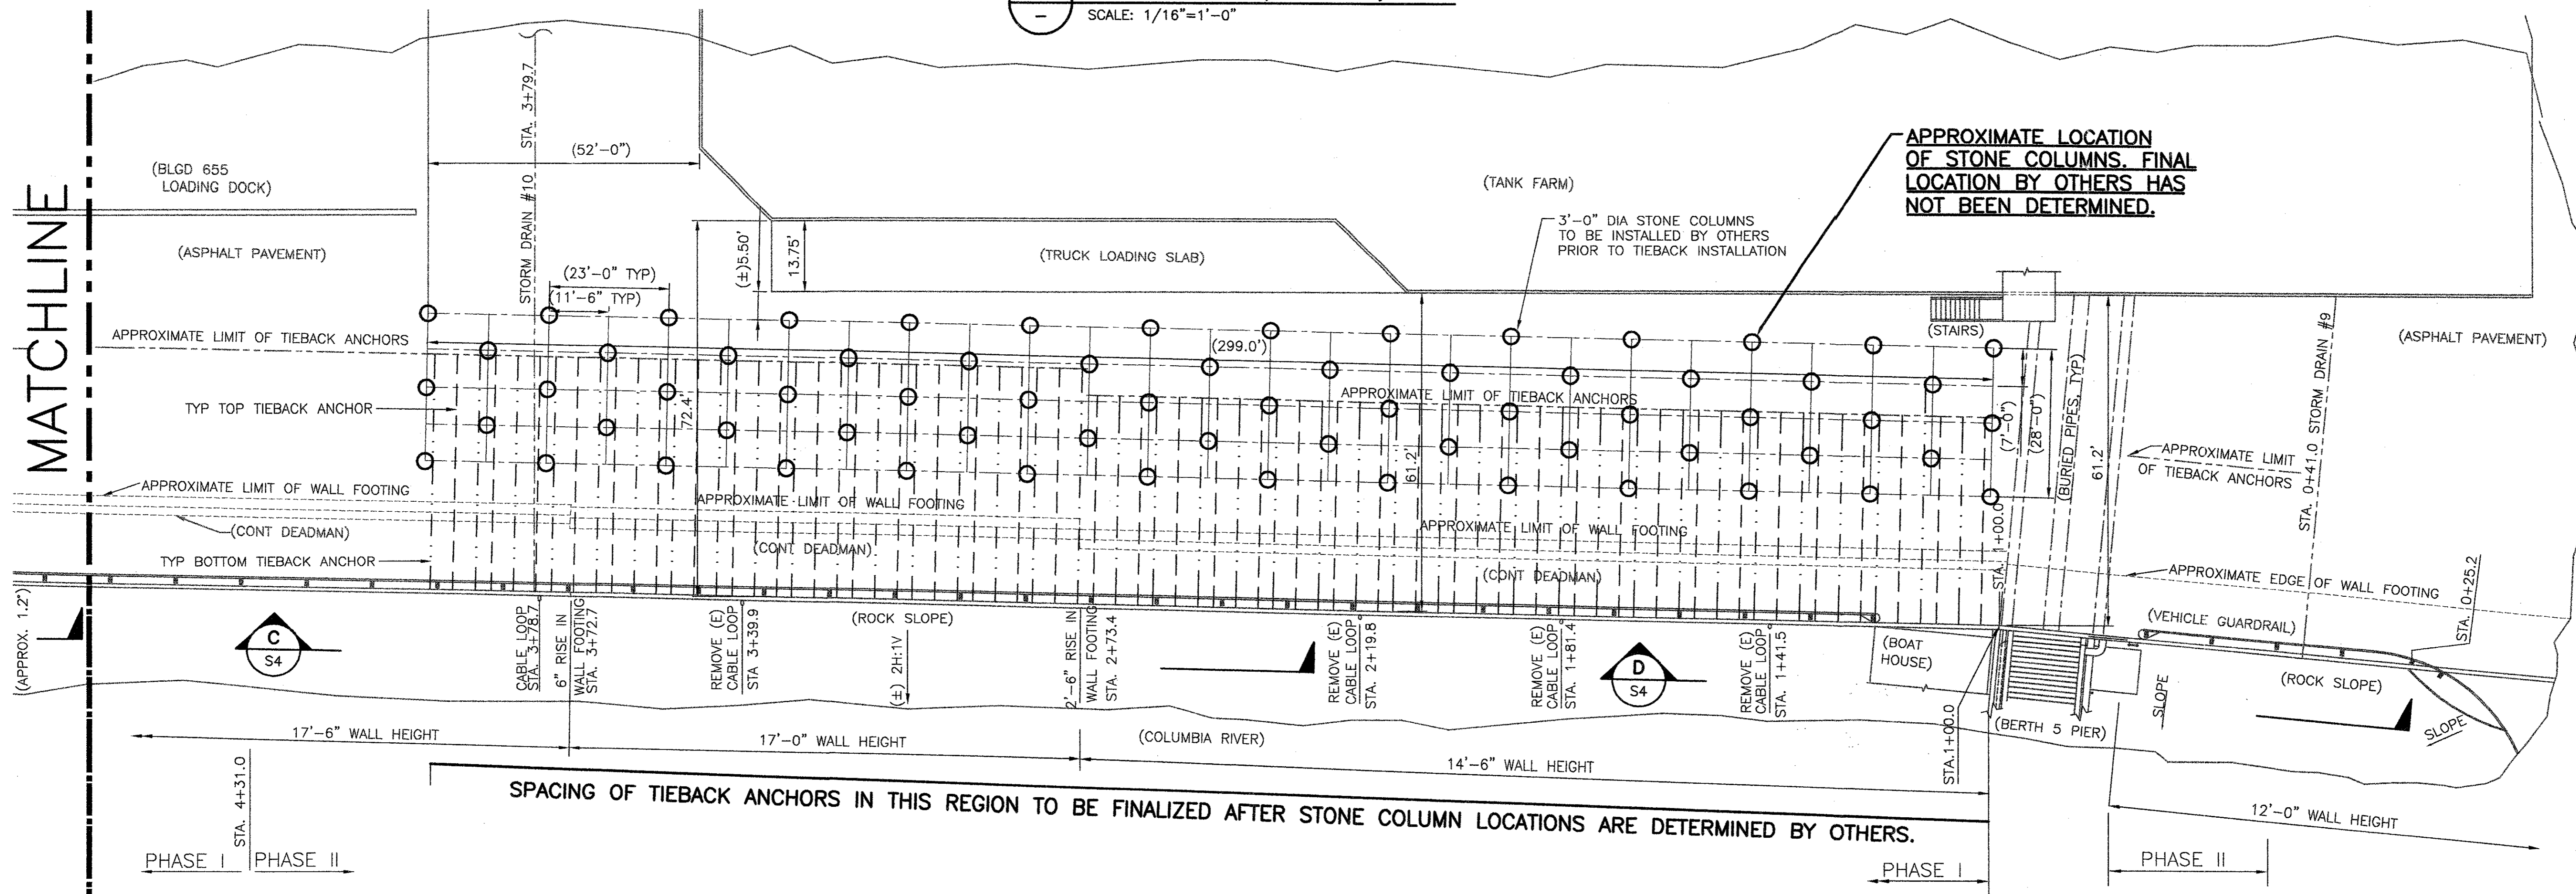 –
SCALE: 1/16"=1'-0"
MATCHLINE
(BLGD 655
LOADING DOCK)
STORM DRAIN #10 STA. 3+79.7
(52'-0")
(TANK FARM)
APPROXIMATE LOCATION
OF STONE COLUMNS. FINAL
LOCATION BY OTHERS HAS
NOT BEEN DETERMINED.
3'-0" DIA STONE COLUMNS
TO BE INSTALLED BY OTHERS
PRIOR TO TIEBACK INSTALLATION
(ASPHALT PAVEMENT)
(23'-0" TYP)
(11'-6" TYP)
(±)5.50'
13.75'
(TRUCK LOADING SLAB)
(STAIRS)
(ASPHALT PAVEMENT)
APPROXIMATE LIMIT OF TIEBACK ANCHORS
(299.0')
APPROXIMATE LIMIT OF TIEBACK ANCHORS
TYP TOP TIEBACK ANCHOR
72.4'
61.2'
(7'-0")
(28'-0")
(BURIED PIPES, TYP)
61.2'
APPROXIMATE LIMIT
OF TIEBACK ANCHORS
STA. 0+41.0 STORM DRAIN #9
APPROXIMATE LIMIT OF WALL FOOTING
APPROXIMATE LIMIT OF WALL FOOTING
APPROXIMATE LIMIT OF WALL FOOTING
(CONT DEADMAN)
(CONT DEADMAN)
(CONT DEADMAN)
TYP BOTTOM TIEBACK ANCHOR
STA. 1+00.0
APPROXIMATE EDGE OF WALL FOOTING
STA. 0+25.2
(APPROX. 1.2")
C
S4
CABLE LOOP
STA. 3+78.7
6" RISE IN
WALL FOOTING
STA. 3+72.7
REMOVE (E)
CABLE LOOP
STA 3+39.9
(ROCK SLOPE)
(±) 2H:1V
2'-6" RISE IN
WALL FOOTING
STA. 2+73.4
REMOVE (E)
CABLE LOOP
STA. 2+19.8
REMOVE (E)
CABLE LOOP
STA. 1+81.4
D
S4
REMOVE (E)
CABLE LOOP
STA. 1+41.5
(BOAT
HOUSE)
(VEHICLE GUARDRAIL)
(ROCK SLOPE)
SLOPE
SLOPE
(BERTH 5 PIER)
STA.1+00.0
17'-6" WALL HEIGHT
17'-0" WALL HEIGHT
(COLUMBIA RIVER)
14'-6" WALL HEIGHT
12'-0" WALL HEIGHT
SPACING OF TIEBACK ANCHORS IN THIS REGION TO BE FINALIZED AFTER STONE COLUMN LOCATIONS ARE DETERMINED BY OTHERS.
STA. 4+31.0
PHASE I
PHASE II
PHASE I
PHASE II